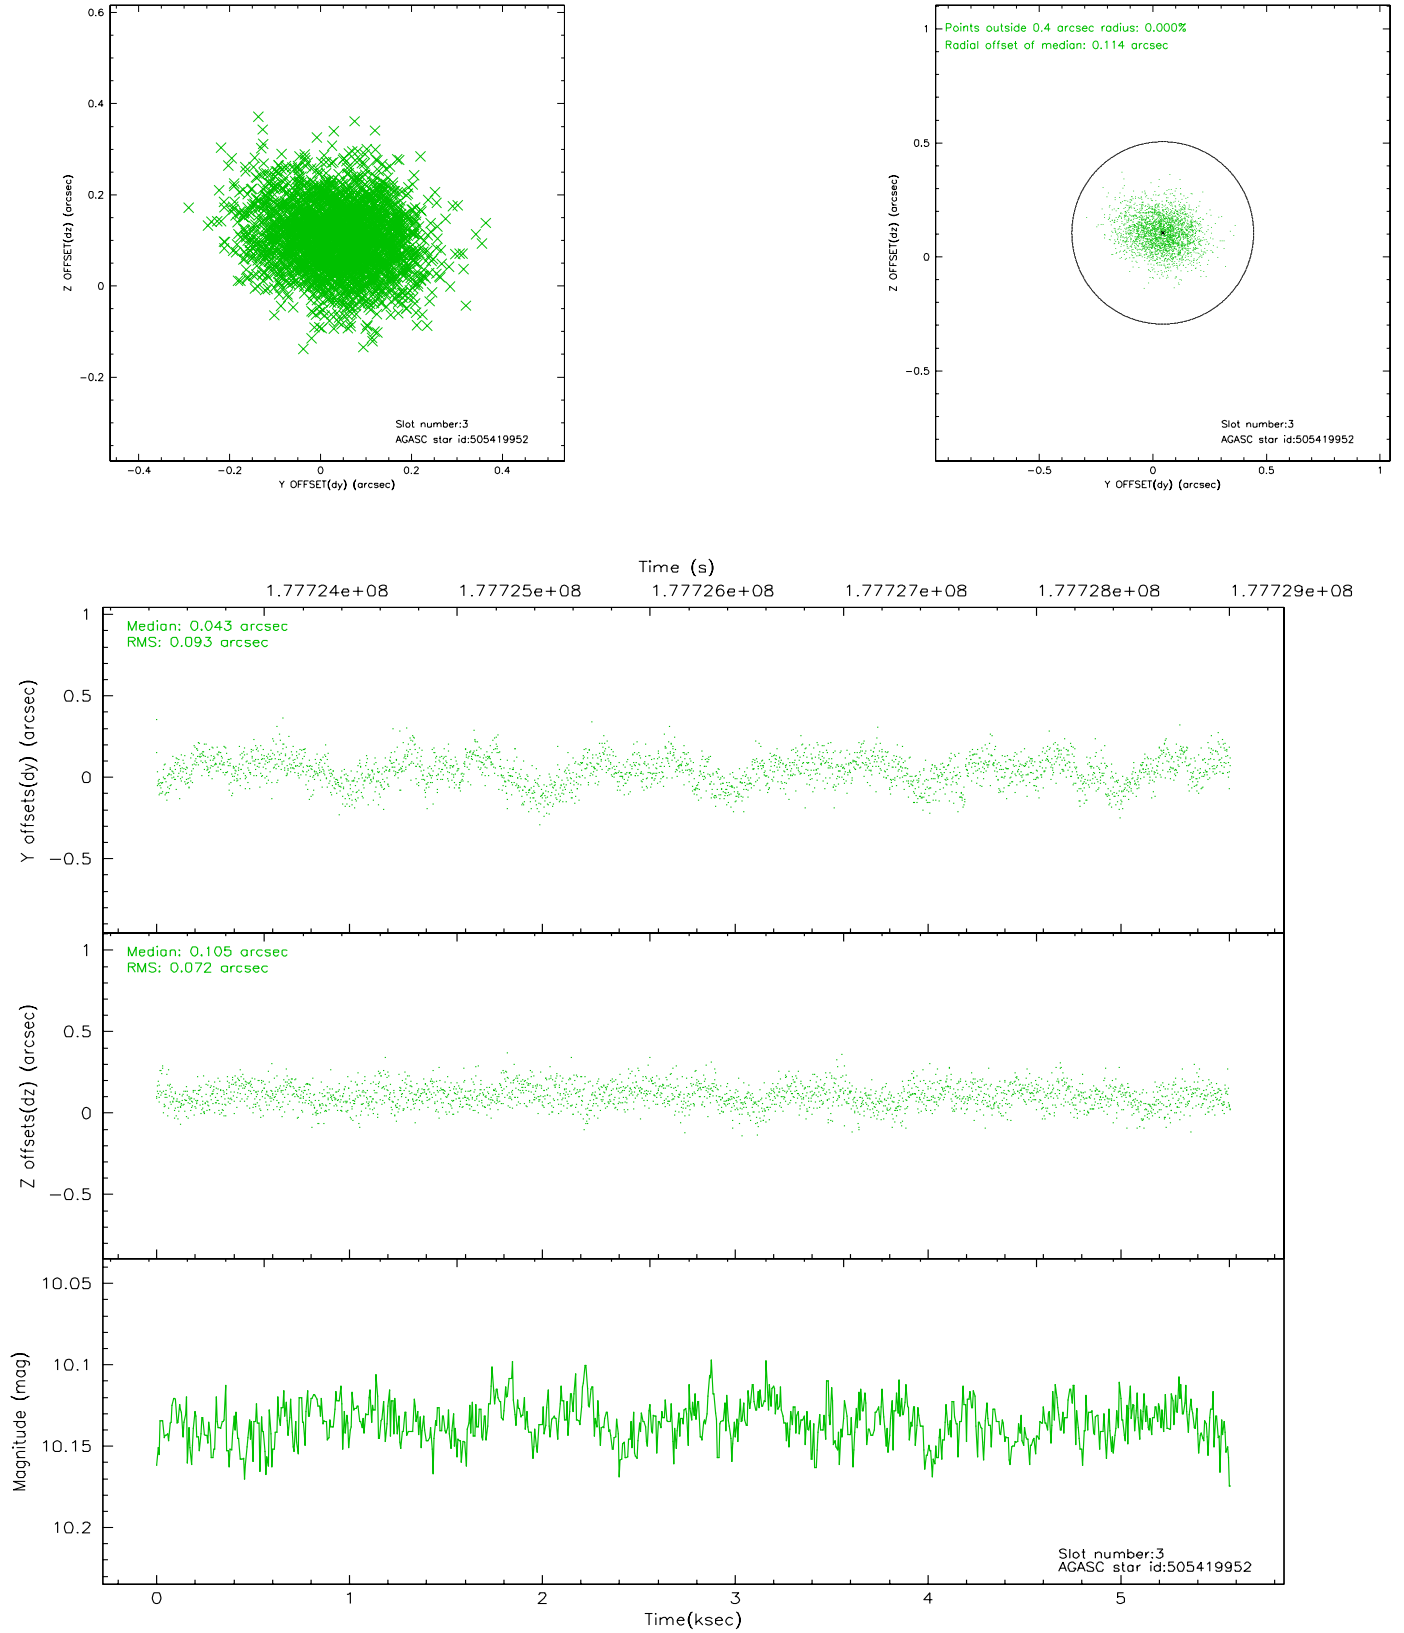 0.6
0.4
0.2
0
−0.2
Z OFFSET(dz) (arcsec)
Slot number:3
AGASC star id:505419952
−0.4 −0.2 0 0.2 0.4
Y OFFSET(dy) (arcsec)
Points outside 0.4 arcsec radius: 0.000%
Radial offset of median: 0.114 arcsec
1
0.5
0
−0.5
Z OFFSET(dz) (arcsec)
Slot number:3
AGASC star id:505419952
−0.5 0 0.5 1
Y OFFSET(dy) (arcsec)
Time (s)
1.77724e+08 1.77725e+08 1.77726e+08 1.77727e+08 1.77728e+08 1.77729e+08
Median: 0.043 arcsec
RMS: 0.093 arcsec
1
0.5
0
−0.5
Y offsets(dy) (arcsec)
Median: 0.105 arcsec
RMS: 0.072 arcsec
1
0.5
0
−0.5
Z offsets(dz) (arcsec)
10.05
10.1
10.15
10.2
Magnitude (mag)
Slot number:3
AGASC star id:505419952
0 1 2 3 4 5
Time(ksec)